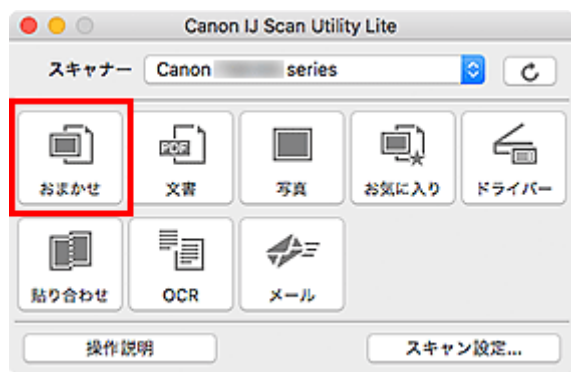 Canon IJ Scan Utility Lite
スキャナー Canon series
おまかせ 文書 写真 お気に入り ドライバー
貼り合わせ OCR メール
操作説明 スキャン設定...